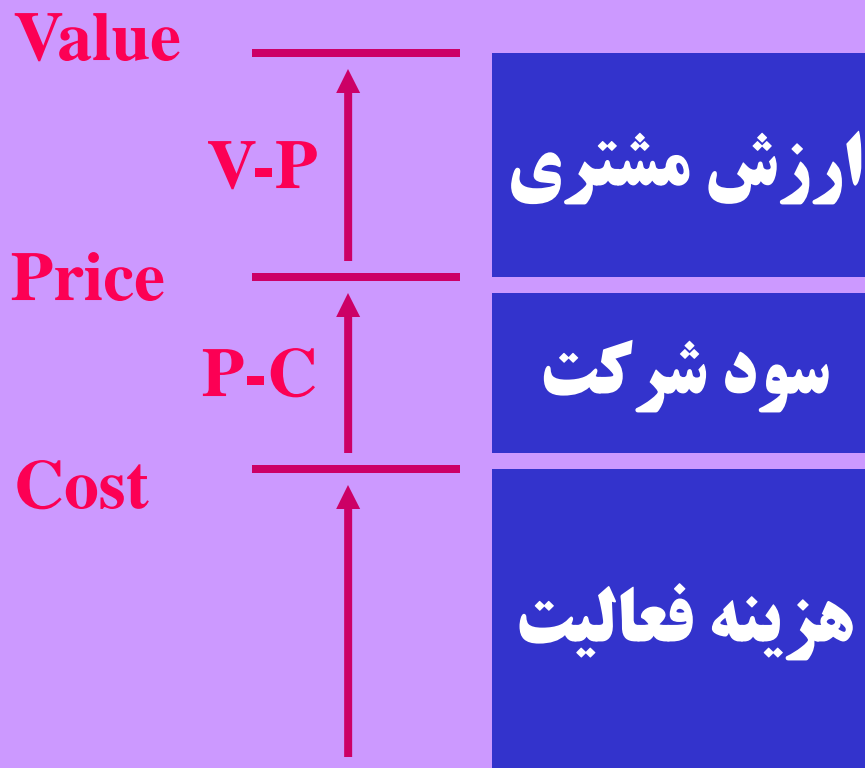 Value
V-P
ارزش مشتری
Price
P-C
سود شرکت
Cost
هزینه فعالیت